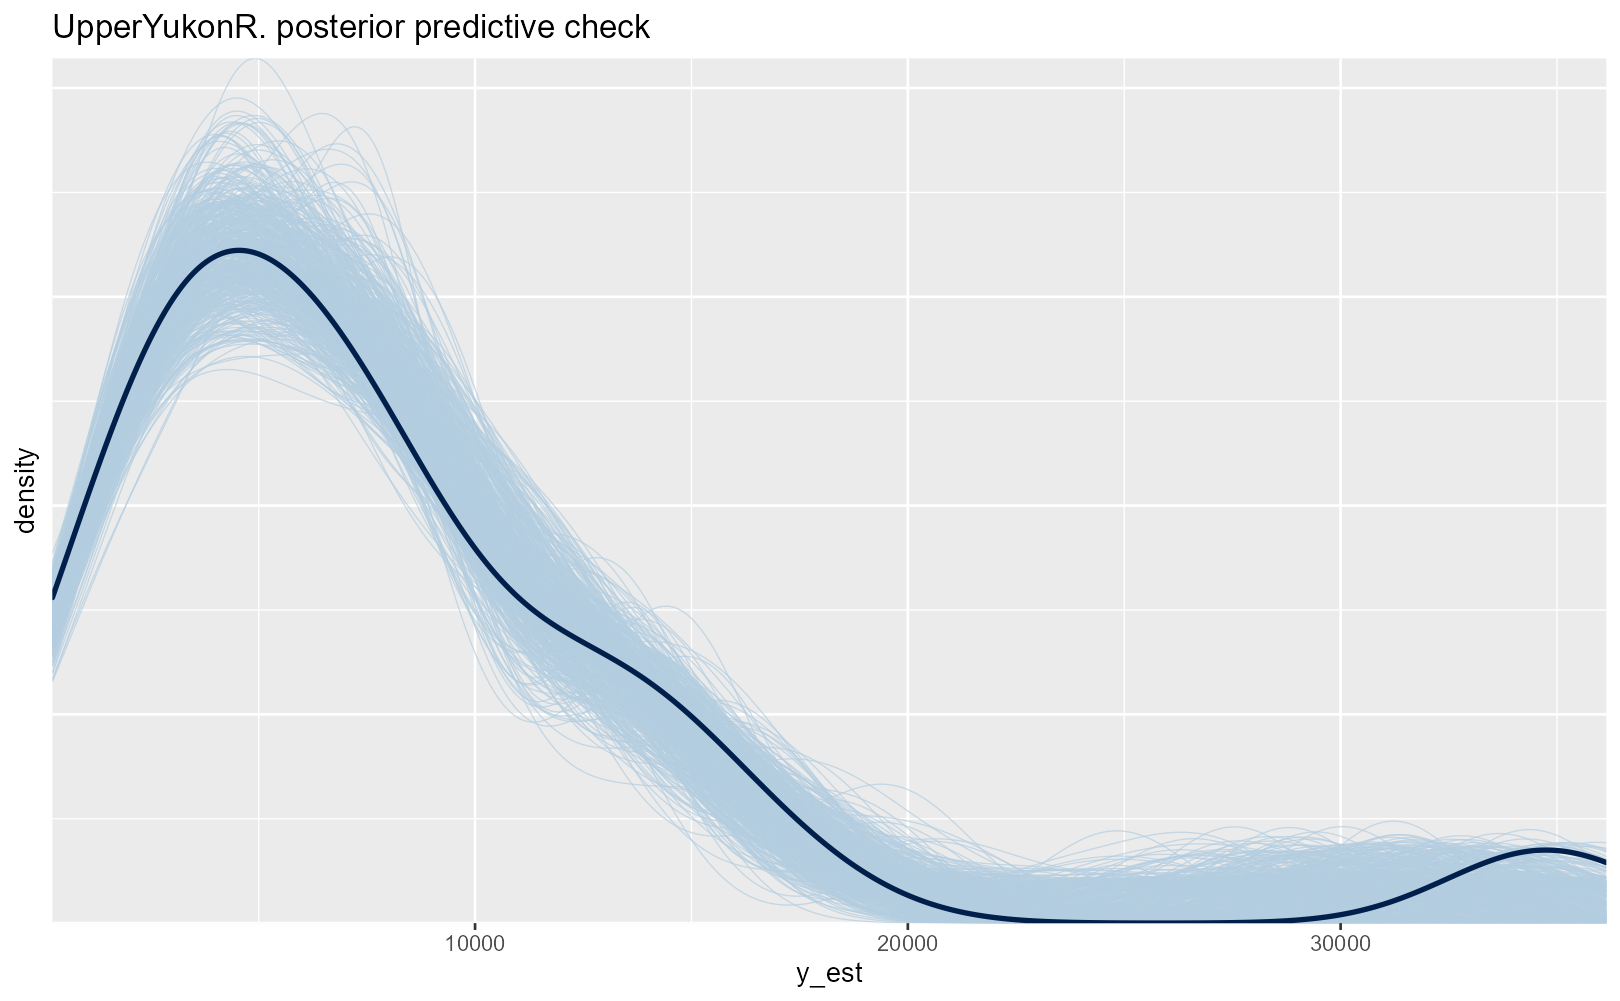 UpperYukonR. posterior predictive check
density
10000
20000
30000
y_est